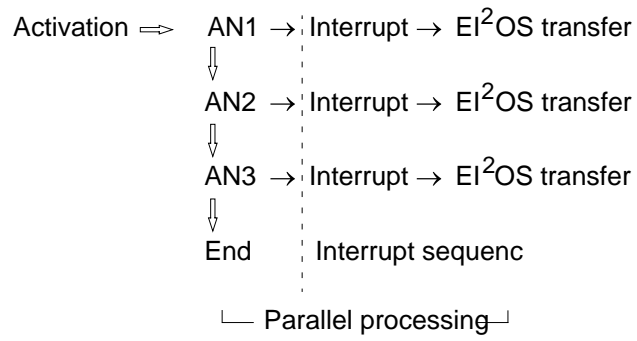 Activation ⇨ AN1 → Interrupt → EI²OS transfer
AN2 → Interrupt → EI²OS transfer
AN3 → Interrupt → EI²OS transfer
End Interrupt sequenc
Parallel processing